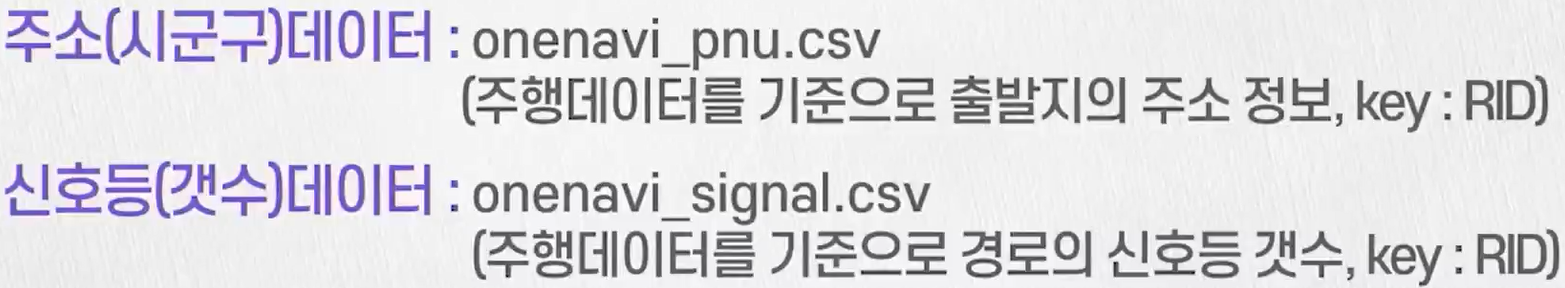 주소(시군구)데이터 : onenavi_pnu.csv
(주행데이터를 기준으로 출발지의 주소 정보, key : RID)
신호등(갯수)데이터 : onenavi_signal.csv
(주행데이터를 기준으로 경로의 신호등 갯수, key : RID)